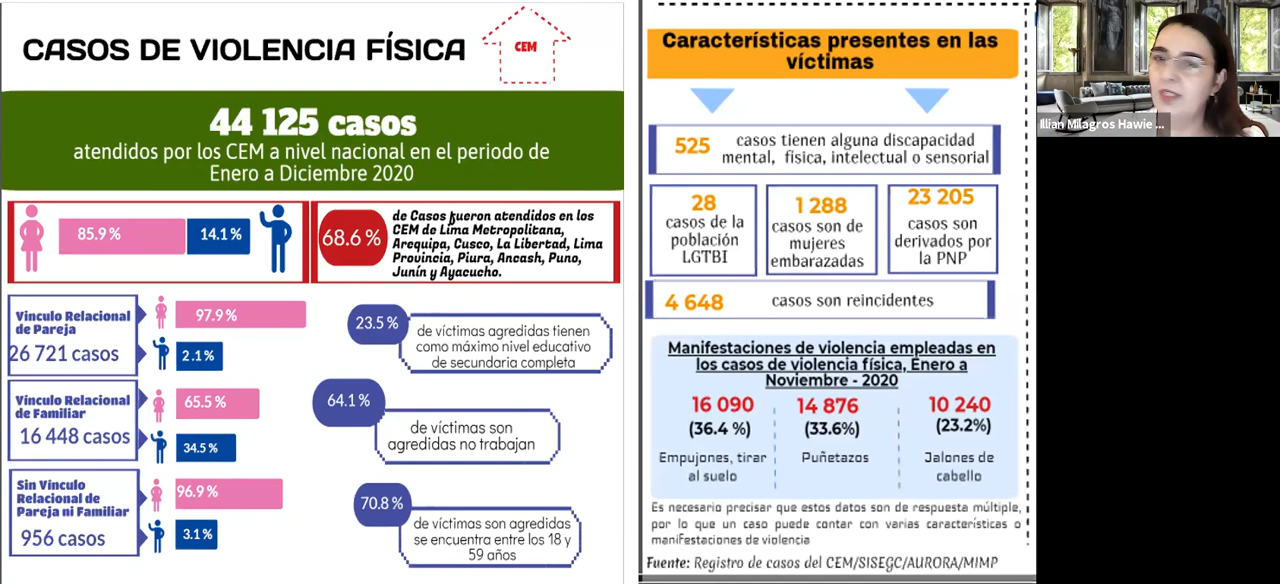 CASOS DE VIOLENCIA FÍSICA
CEM
44 125 casos
atendidos por los CEM a nivel nacional en el periodo de
Enero a Diciembre 2020
85.9 %
14.1 %
68.6 %
de Casos fueron atendidos en los
CEM de Lima Metropolitana,
Arequipa, Cusco, La Libertad, Lima
Provincia, Piura, Ancash, Puno,
Junín y Ayacucho.
Vínculo Relacional
de Pareja
26 721 casos
97.9 %
2.1 %
Vínculo Relacional
de Familiar
16 448 casos
65.5 %
34.5 %
Sin Vínculo
Relacional de
Pareja ni Familiar
956 casos
96.9 %
3.1 %
23.5 %
de víctimas agredidas tienen
como máximo nivel educativo
de secundaria completa
64.1 %
de víctimas son
agredidas no trabajan
70.8 %
de víctimas son agredidas
se encuentra entre los 18 y
59 años
Características presentes en las
víctimas
525
casos tienen alguna discapacidad
mental, física, intelectual o sensorial
28
casos de la
población
LGTBI
1 288
casos son de
mujeres
embarazadas
23 205
casos son
derivados por
la PNP
4 648
casos son reincidentes
Manifestaciones de violencia empleadas en
los casos de violencia física, Enero a
Noviembre - 2020
16 090
(36.4 %)
Empujones, tirar
al suelo
14 876
(33.6%)
Puñetazos
10 240
(23.2%)
Jalones de
cabello
Es necesario precisar que estos datos son de respuesta múltiple,
por lo que un caso puede contar con varias características o
manifestaciones de violencia
Fuente: Registro de casos del CEM/SISEGC/AURORA/MIMP
Illian Milagros Hawie ...